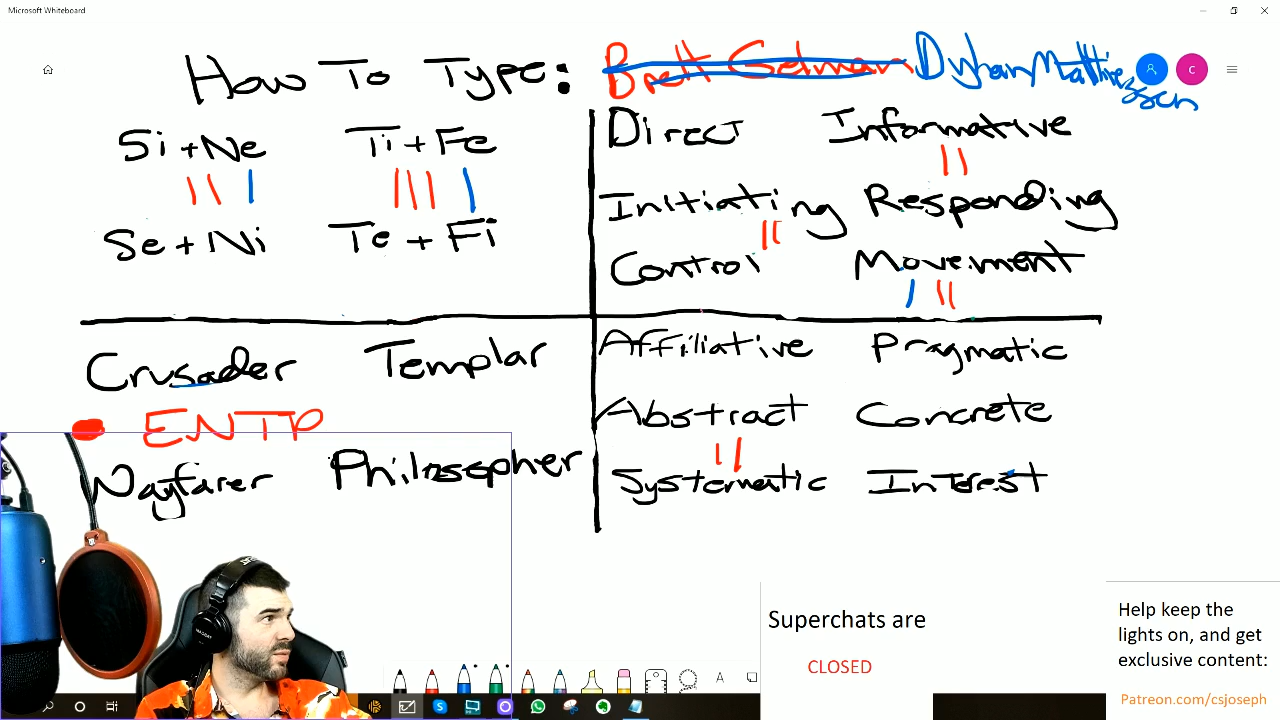 Microsoft Whiteboard
How To Type: Brett Gelman Dylan
C
Si + Ne Ti + Fe
Se + Ni Te + Fi
Direct Informative
Initiating Responding
Control Movement
Crusader Templar
ENTP
Wayfarer Philosopher
Affiliative Pragmatic
Abstract Concrete
Systematic Interest
Superchats are
CLOSED
Help keep the
lights on, and get
exclusive content:
Patreon.com/csjoseph
A